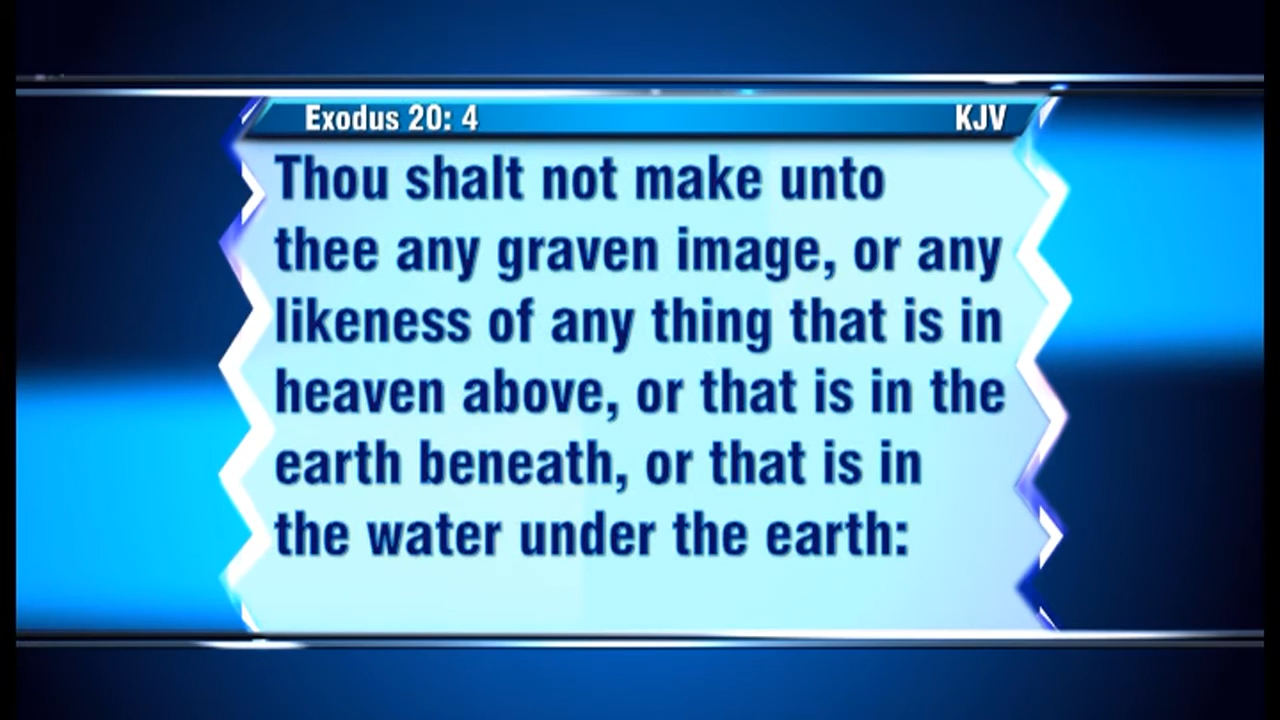 Exodus 20: 4 KJV
Thou shalt not make unto
thee any graven image, or any
likeness of any thing that is in
heaven above, or that is in the
earth beneath, or that is in
the water under the earth: